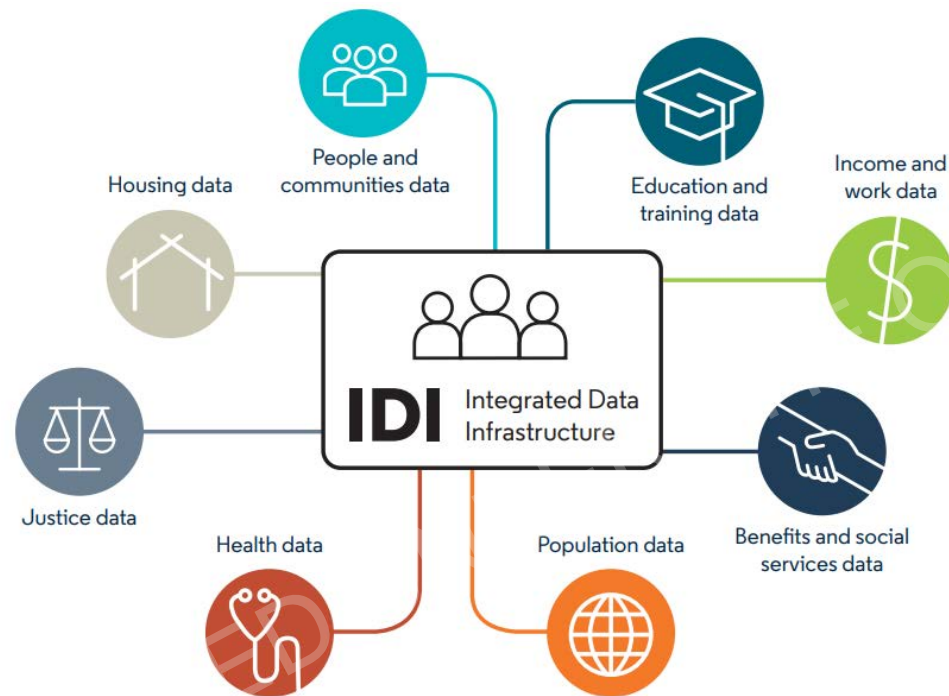 People and
communities data
Education and
training data
Income and
work data
Housing data
IDI
Integrated Data
Infrastructure
Justice data
Benefits and social
services data
Health data
Population data